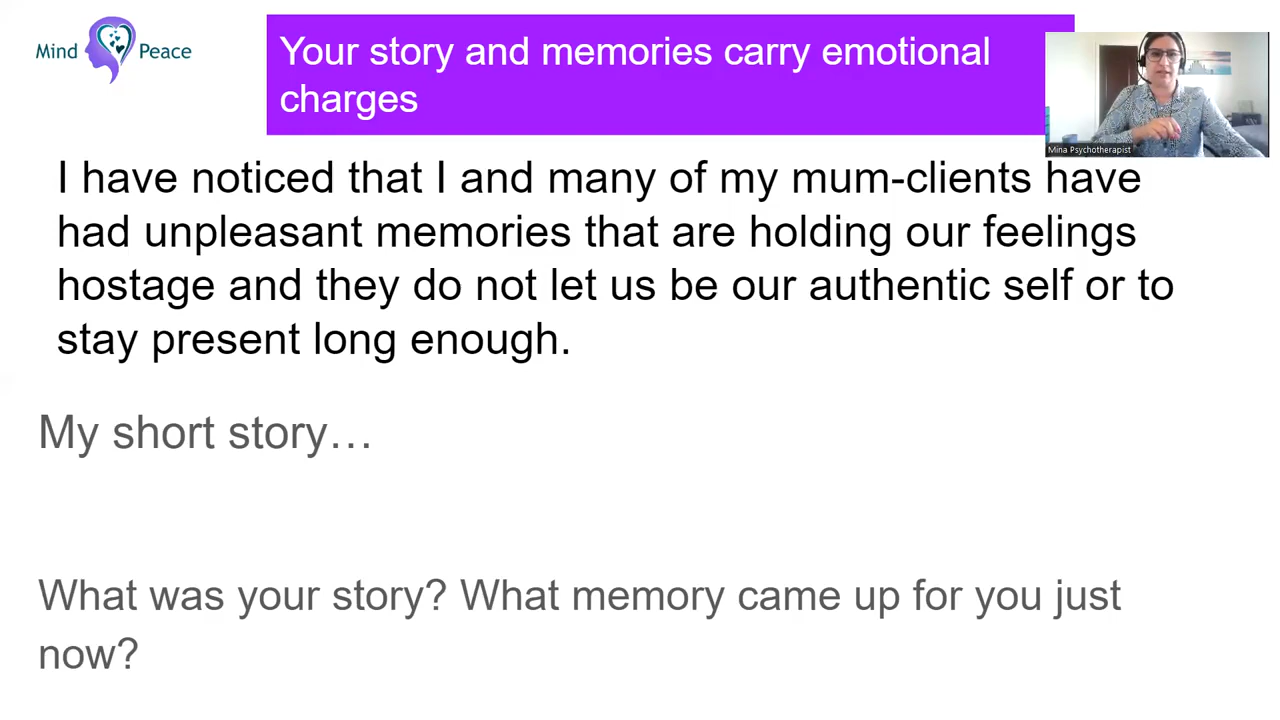 Mind Peace
Your story and memories carry emotional
charges
Mina Psychotherapist
I have noticed that I and many of my mum-clients have
had unpleasant memories that are holding our feelings
hostage and they do not let us be our authentic self or to
stay present long enough.
My short story…
What was your story? What memory came up for you just
now?